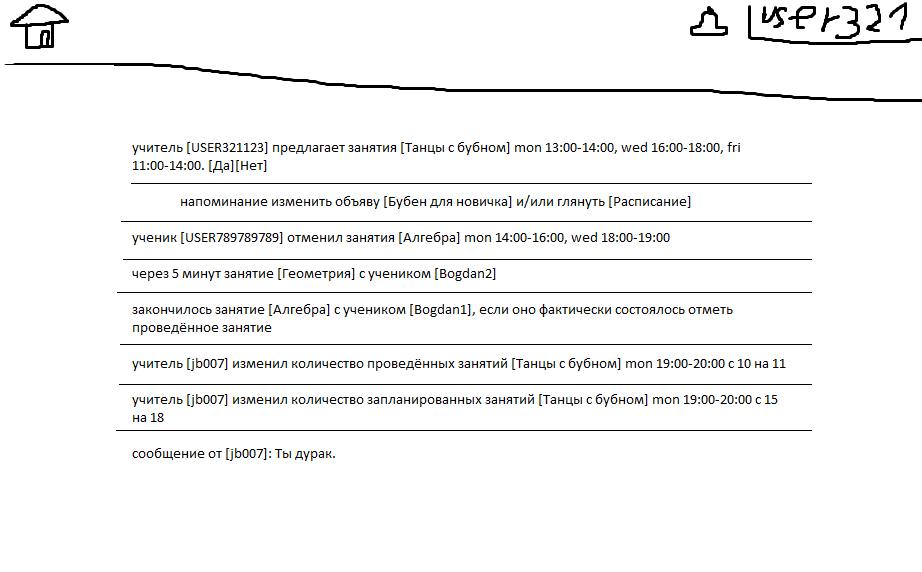 user321
учитель [USER321123] предлагает занятия [Танцы с бубном] mon 13:00-14:00, wed 16:00-18:00, fri
11:00-14:00. [Да][Нет]
напоминание изменить объяву [Бубен для новичка] и/или глянуть [Расписание]
ученик [USER789789789] отменил занятия [Алгебра] mon 14:00-16:00, wed 18:00-19:00
через 5 минут занятие [Геометрия] с учеником [Bogdan2]
закончилось занятие [Алгебра] с учеником [Bogdan1], если оно фактически состоялось отметь
проведённое занятие
учитель [jb007] изменил количество проведённых занятий [Танцы с бубном] mon 19:00-20:00 с 10 на 11
учитель [jb007] изменил количество запланированных занятий [Танцы с бубном] mon 19:00-20:00 с 15
на 18
сообщение от [jb007]: Ты дурак.